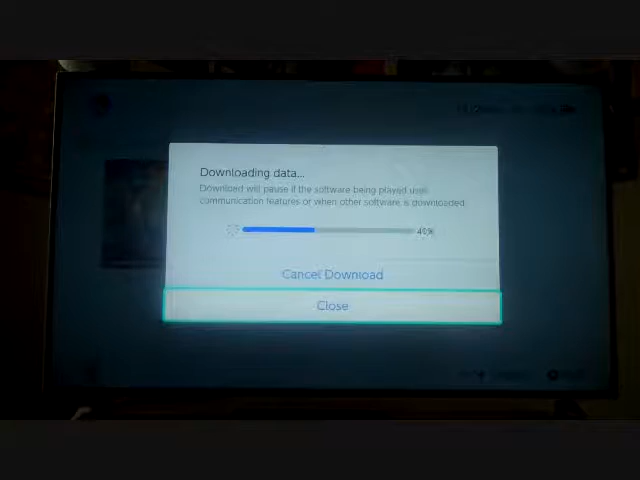 Downloading data...
Download will pause if the software being played uses
communication features or when other software is downloaded.
Cancel Download
Close